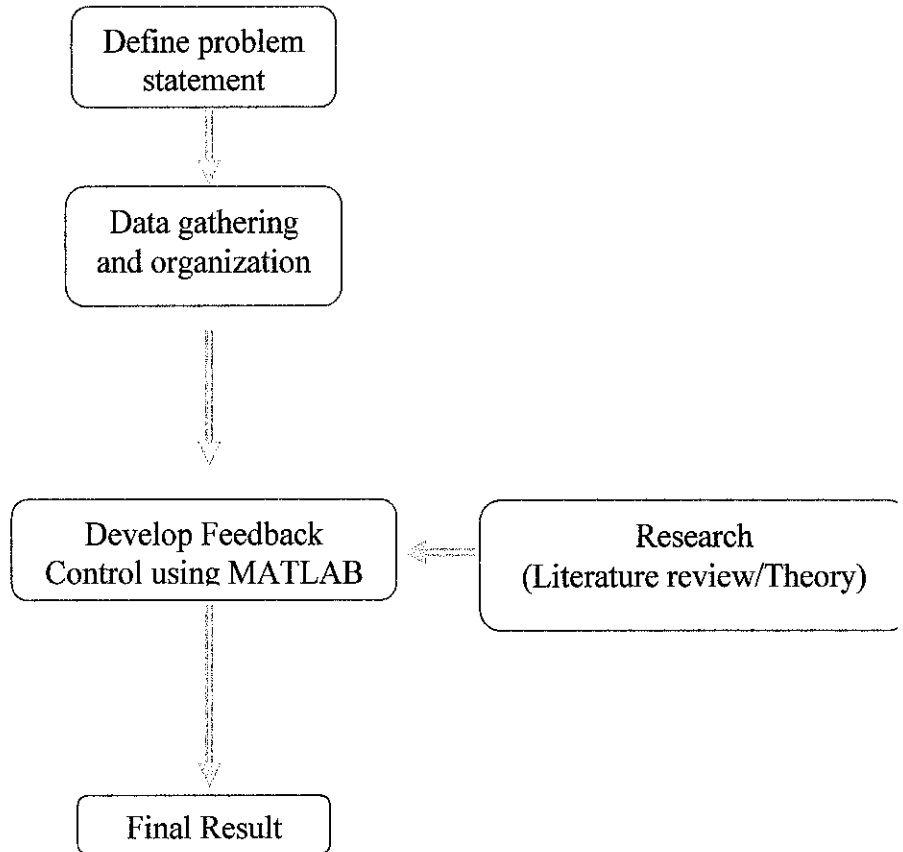 Define problem
statement
Data gathering
and organization
Develop Feedback
Control using MATLAB
Research
(Literature review/Theory)
Final Result